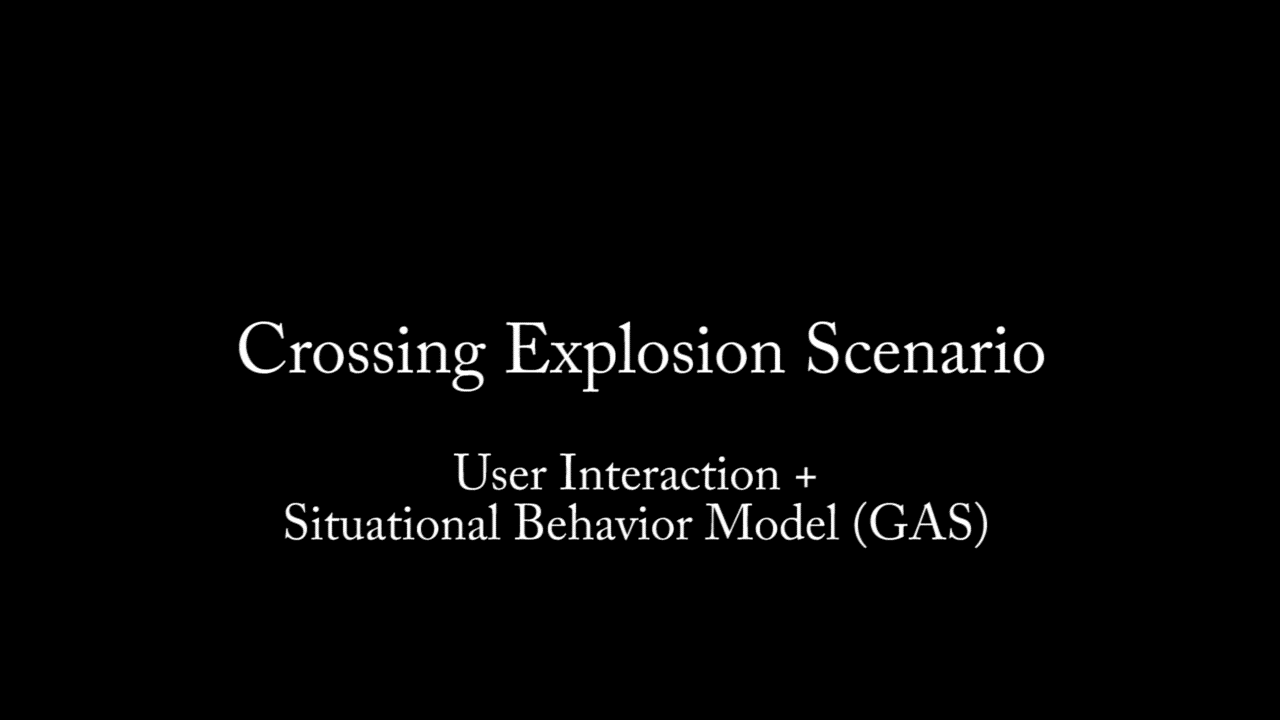 Crossing Explosion Scenario
User Interaction +
Situational Behavior Model (GAS)